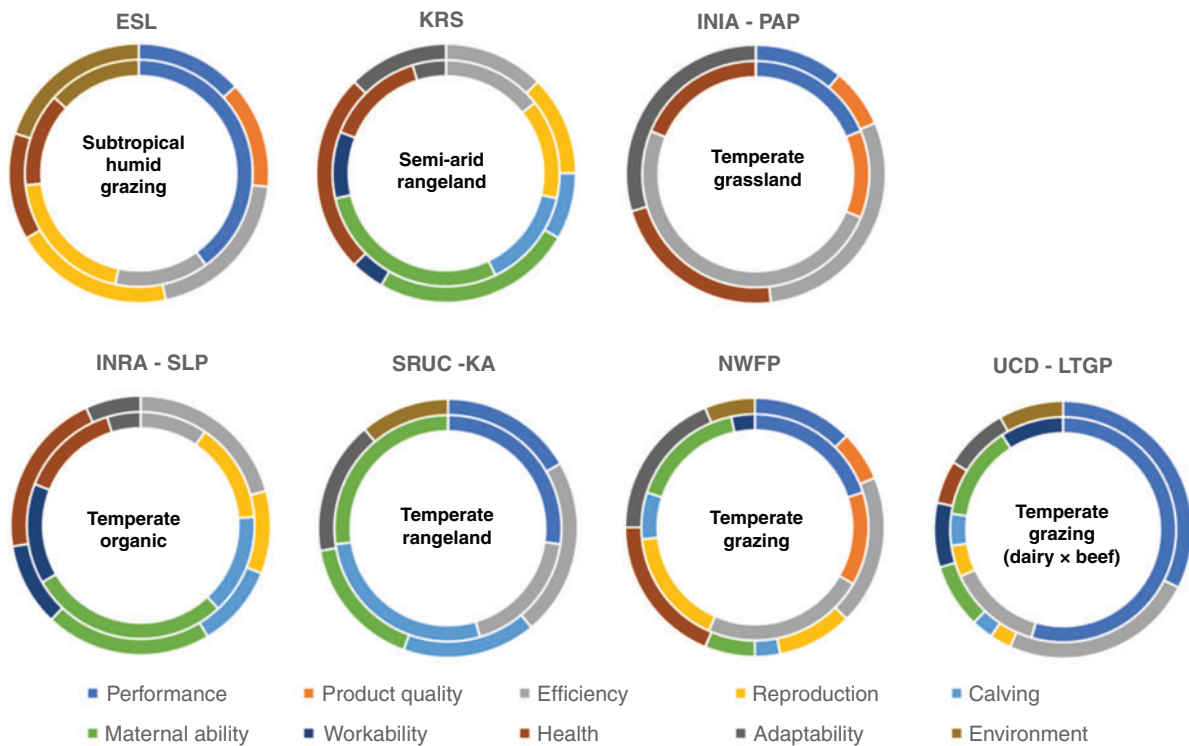 ESL
KRS
INIA - PAP
Subtropical
humid
grazing
Semi-arid
rangeland
Temperate
grassland
INRA - SLP
SRUC -KA
NWFP
UCD - LTGP
Temperate
organic
Temperate
rangeland
Temperate
grazing
Temperate
grazing
(dairy × beef)
Performance
Product quality
Efficiency
Reproduction
Calving
Maternal ability
Workability
Health
Adaptability
Environment